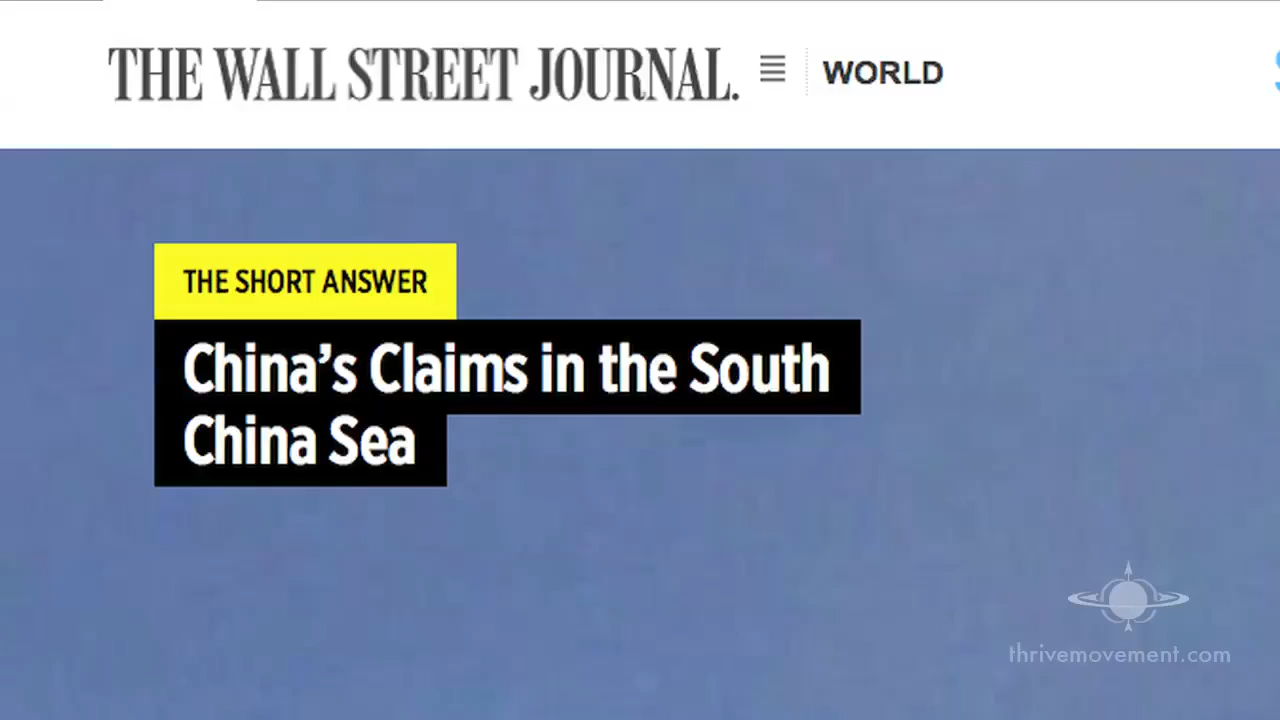 THE WALL STREET JOURNAL.
WORLD
THE SHORT ANSWER
China’s Claims in the South
China Sea
thrivemovement.com